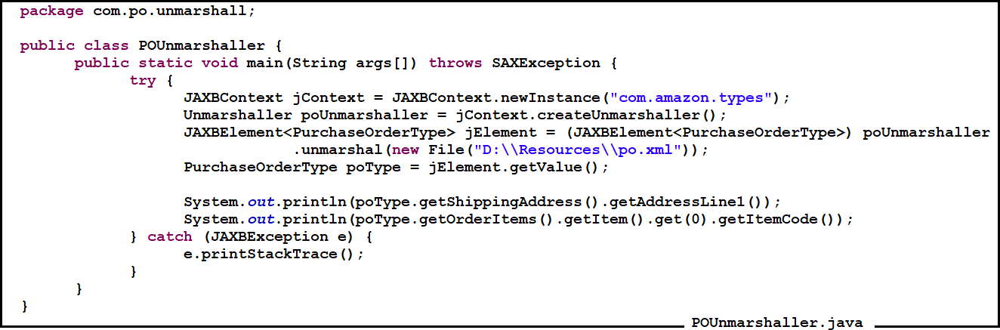 package com.po.unmarshall;
public class POUnmarshaller {
public static void main(String args[]) throws SAXException {
try {
JAXBContext jContext = JAXBContext.newInstance("com.amazon.types");
Unmarshaller poUnmarshaller = jContext.createUnmarshaller();
JAXBElement<PurchaseOrderType> jElement = (JAXBElement<PurchaseOrderType>) poUnmarshaller
.unmarshal(new File("D:\\Resources\\po.xml"));
PurchaseOrderType poType = jElement.getValue();
System.out.println(poType.getShippingAddress().getAddressLine1());
System.out.println(poType.getOrderItems().getItem().get(0).getItemCode());
} catch (JAXBException e) {
e.printStackTrace();
}
}
}
POUnmarshaller.java